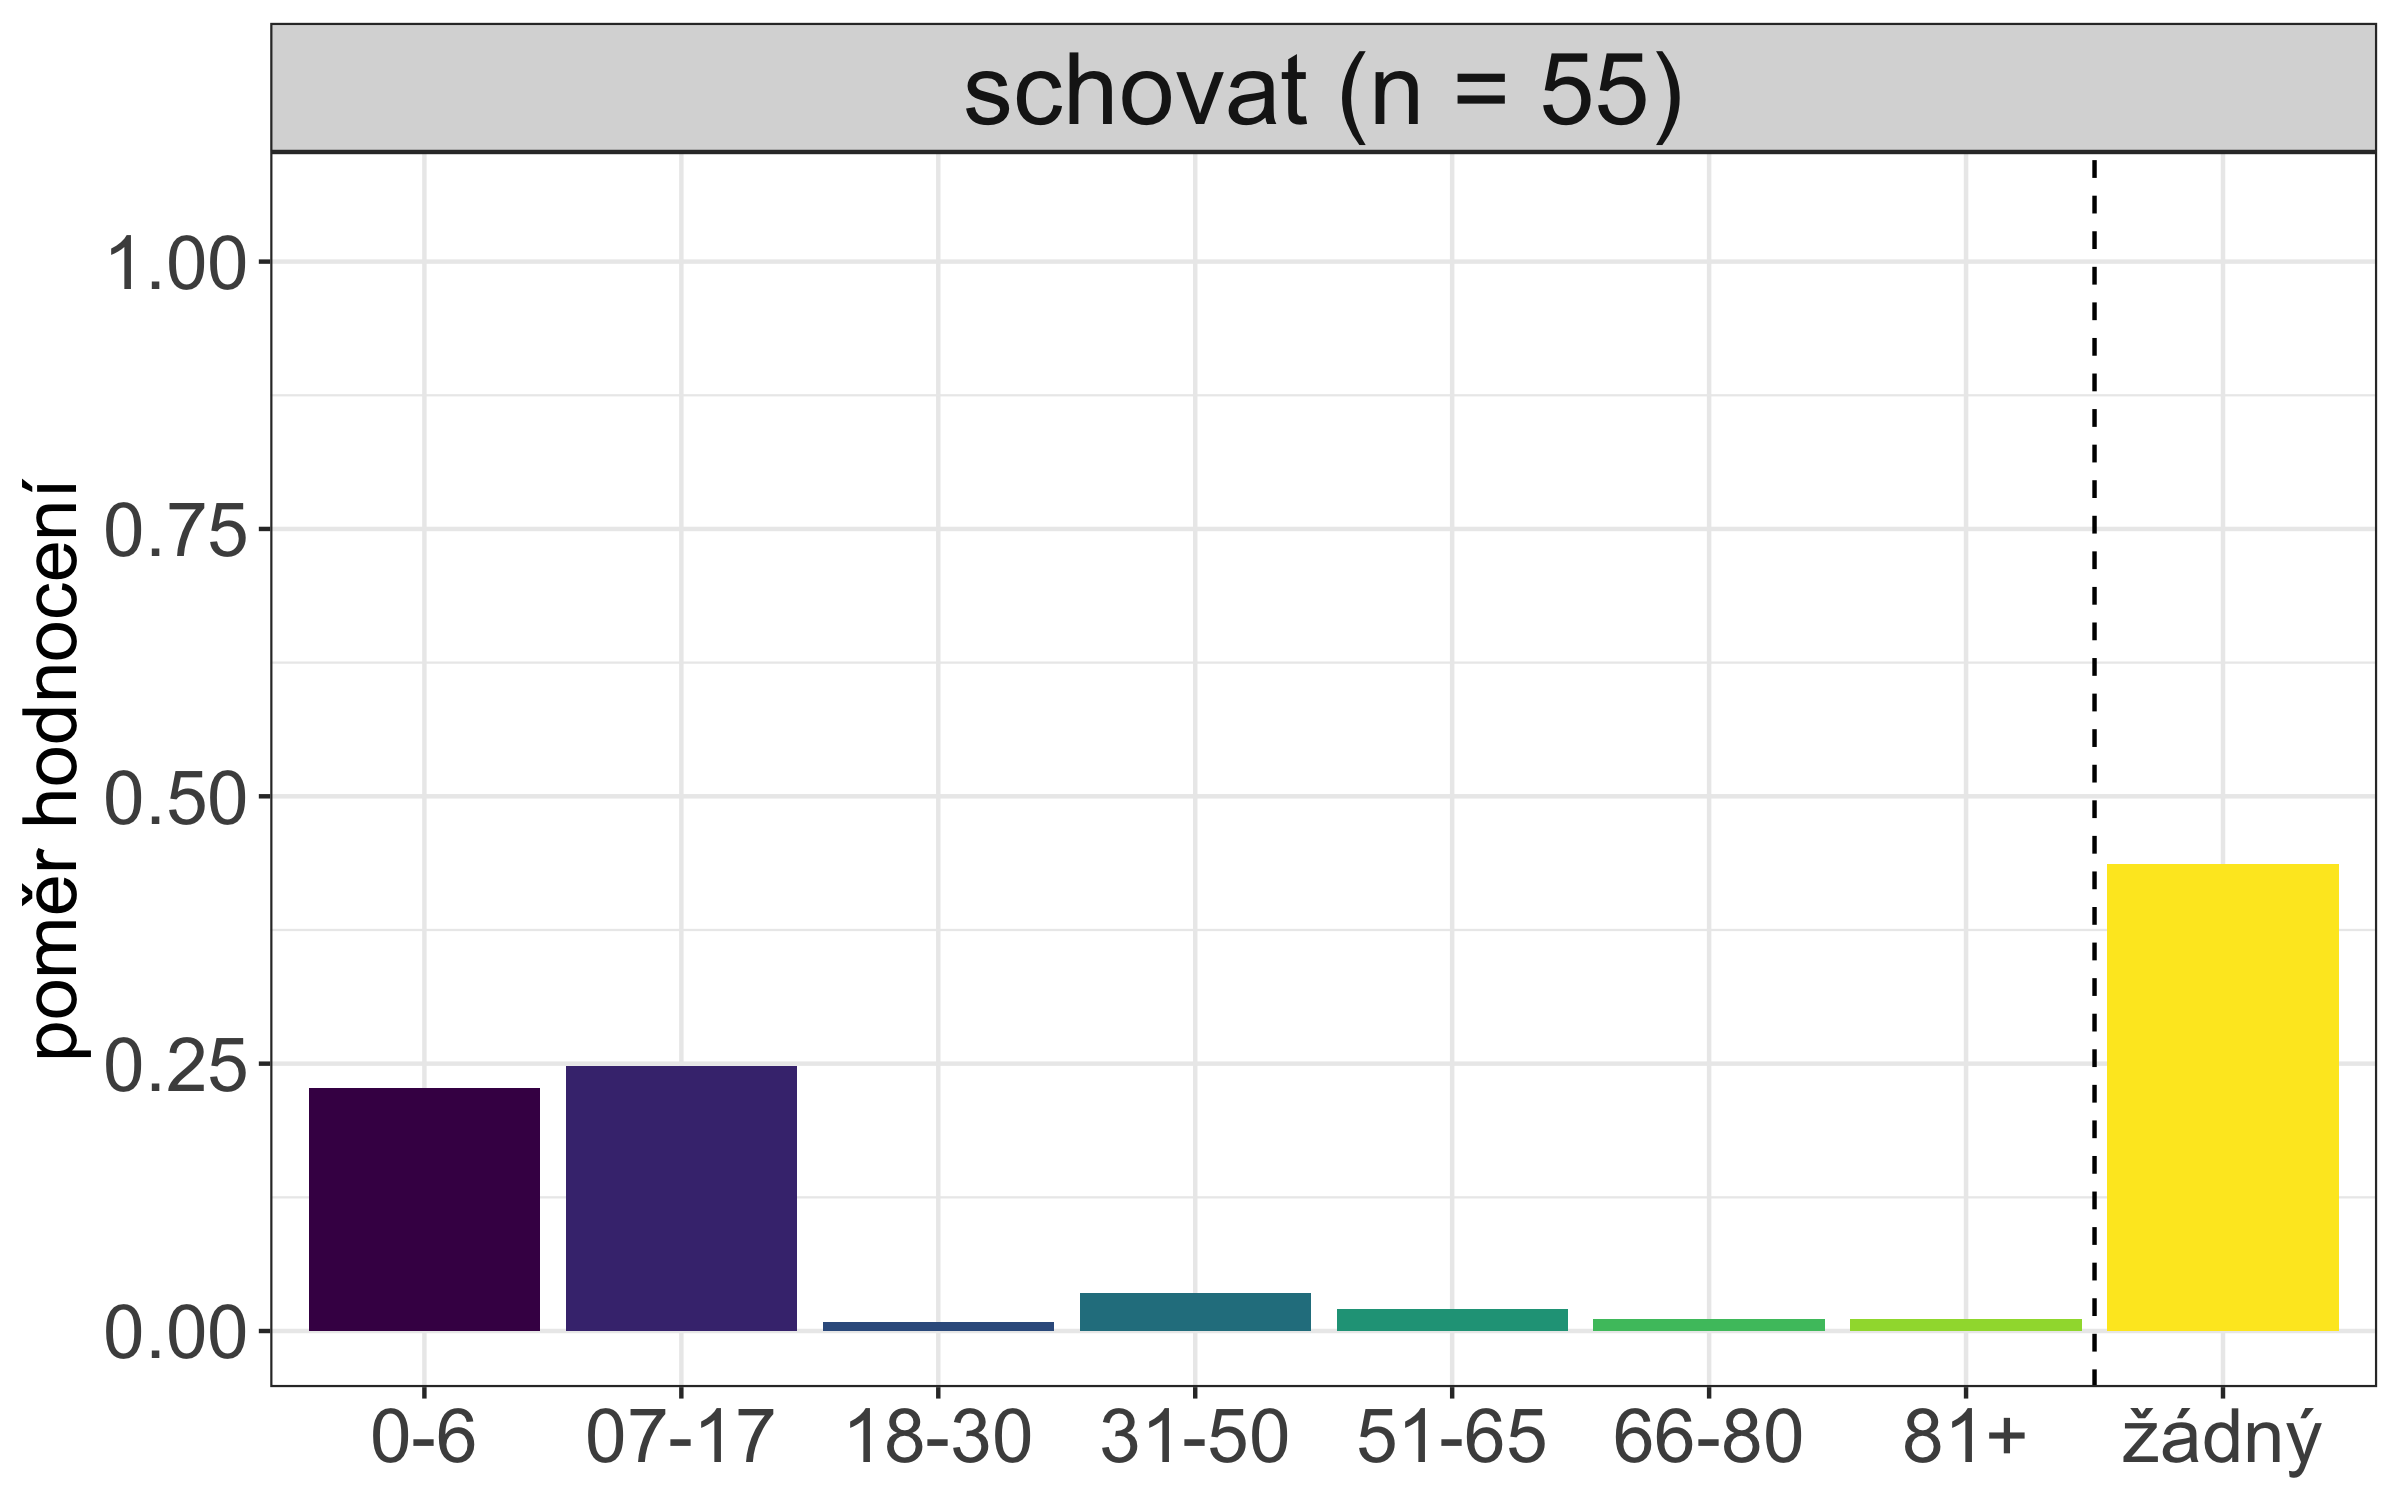 schovat (n = 55)
poměr hodnocení
1.00
0.75
0.50
0.25
0.00
0-6 07-17 18-30 31-50 51-65 66-80 81+ žádný